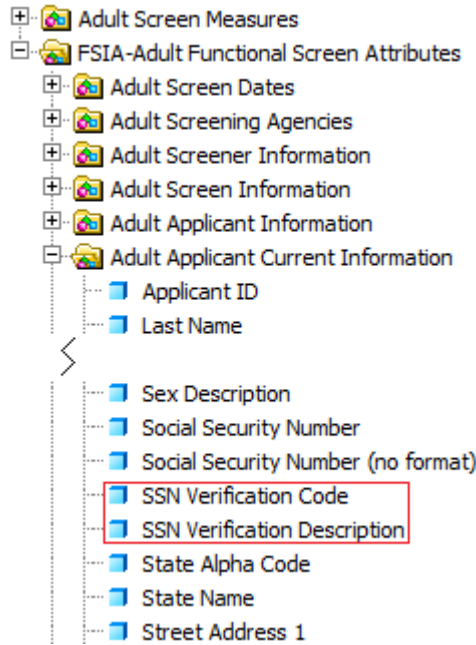 Adult Screen Measures
FSIA-Adult Functional Screen Attributes
Adult Screen Dates
Adult Screening Agencies
Adult Screener Information
Adult Screen Information
Adult Applicant Information
Adult Applicant Current Information
Applicant ID
Last Name
Sex Description
Social Security Number
Social Security Number (no format)
SSN Verification Code
SSN Verification Description
State Alpha Code
State Name
Street Address 1